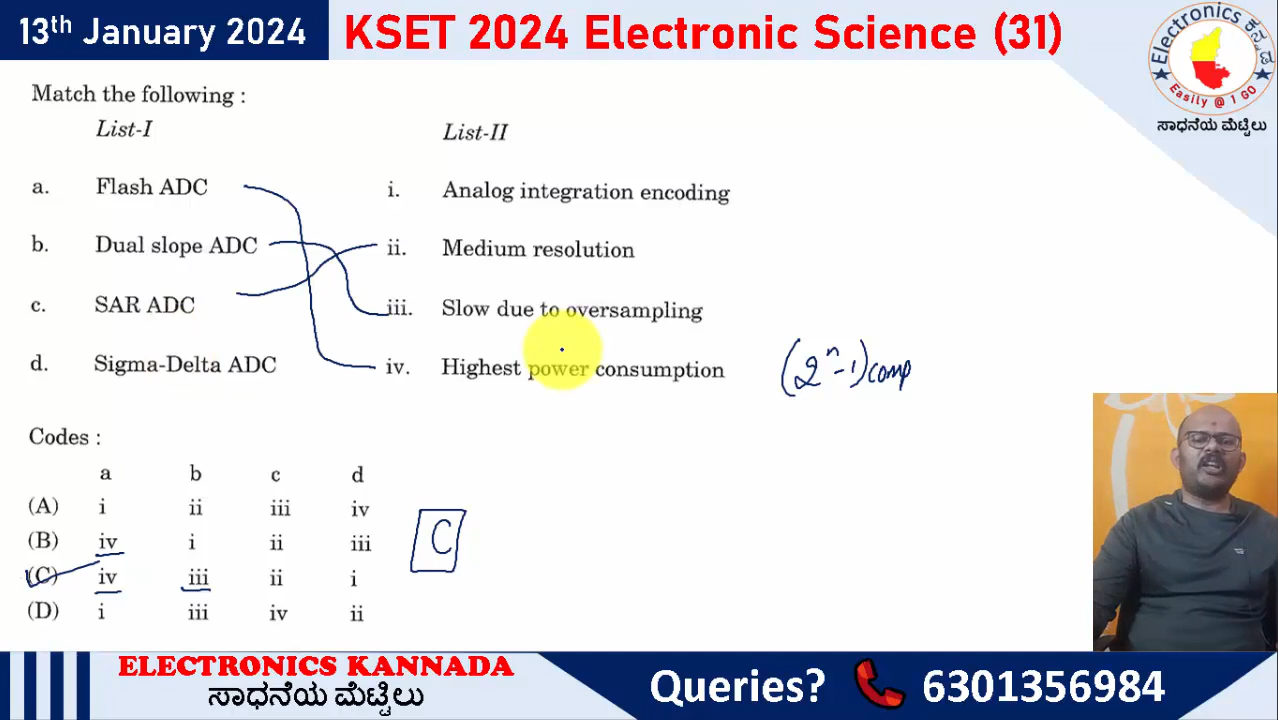 13th January 2024
KSET 2024 Electronic Science (31)
Electronics ಕನ್ನಡ
Easily @ 1 GO
ಸಾಧನೆಯ ಮೆಟ್ಟಿಲು
Match the following :
List-I List-II
a. Flash ADC i. Analog integration encoding
b. Dual slope ADC ii. Medium resolution
c. SAR ADC iii. Slow due to oversampling
d. Sigma-Delta ADC iv. Highest power consumption (2ⁿ-1)comp
Codes :
a b c d
(A) i ii iii iv
(B) iv i ii iii
(C) iv iii ii i
(D) i iii iv ii
C
ELECTRONICS KANNADA
ಸಾಧನೆಯ ಮೆಟ್ಟಿಲು
Queries? 6301356984